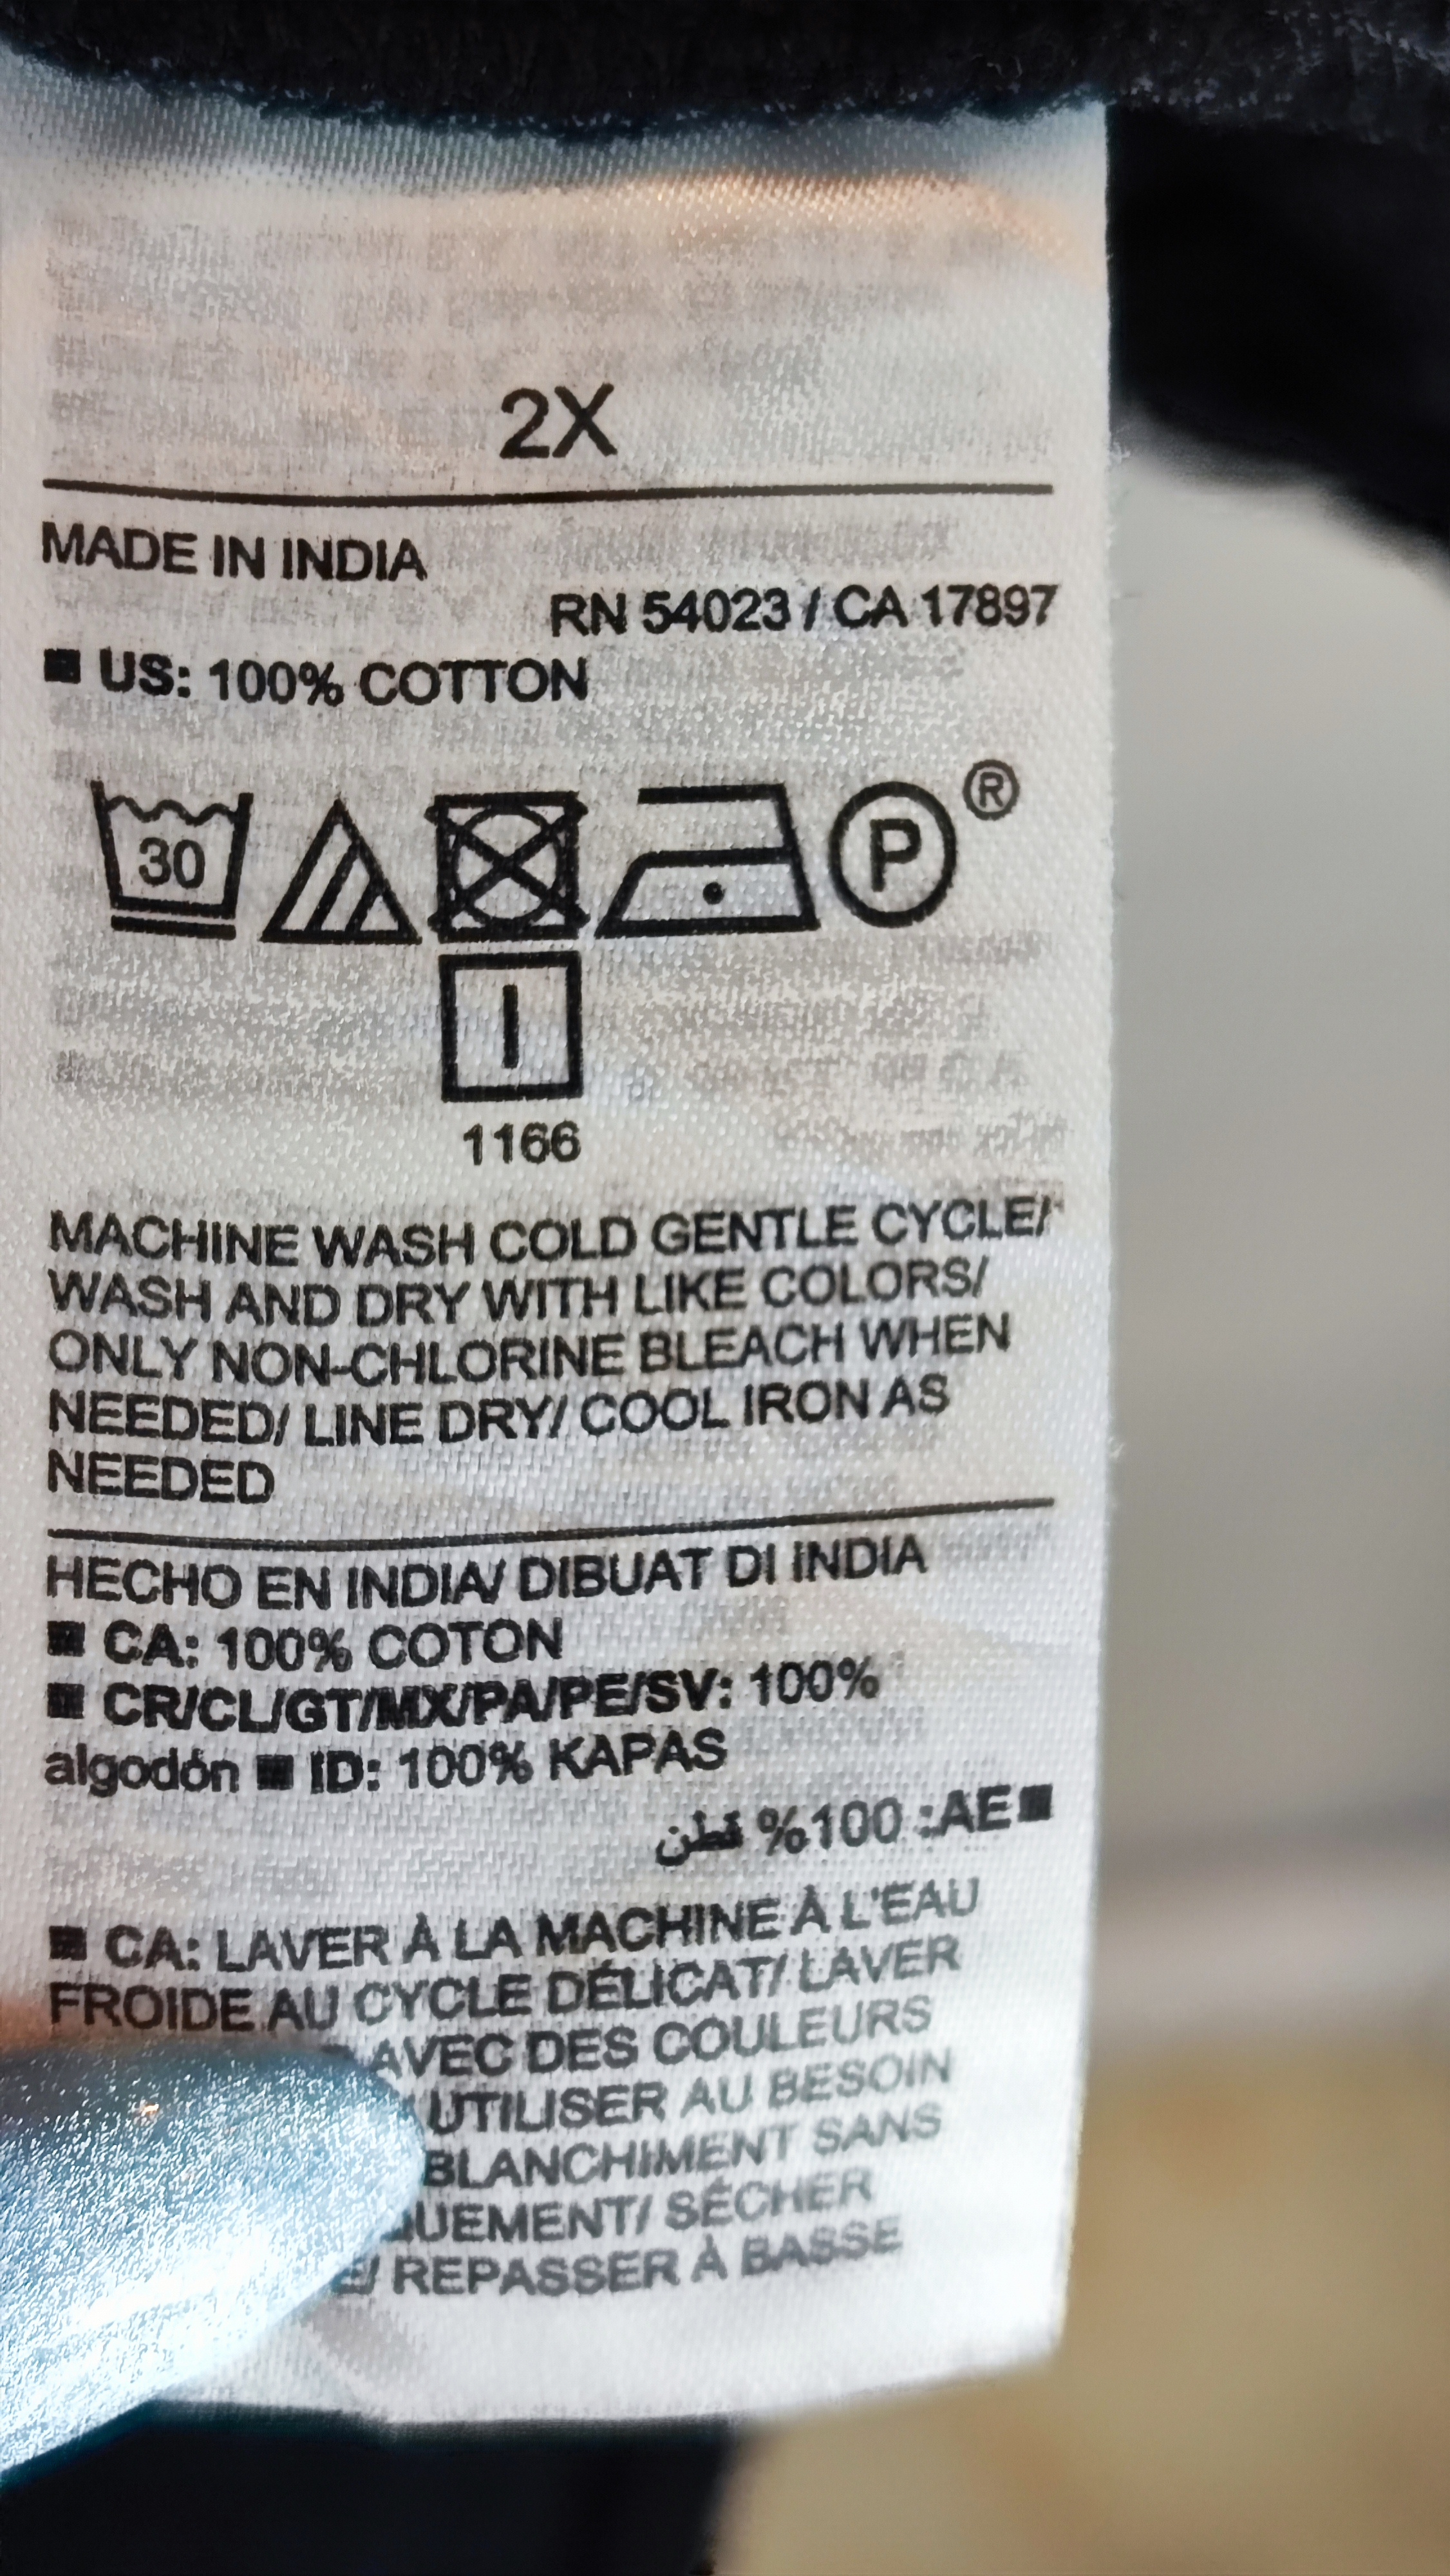 2X
MADE IN INDIA
RN 54023 / CA 17897
■ US: 100% COTTON
30
P ®
1166
MACHINE WASH COLD GENTLE CYCLE/
WASH AND DRY WITH LIKE COLORS/
ONLY NON-CHLORINE BLEACH WHEN
NEEDED/ LINE DRY/ COOL IRON AS
NEEDED
HECHO EN INDIA/ DIBUAT DI INDIA
■ CA: 100% COTON
■ CR/CL/GT/MX/PA/PE/SV: 100%
algodón ■ ID: 100% KAPAS
■AE: 100% قطن
■ CA: LAVER À LA MACHINE À L'EAU
FROIDE AU CYCLE DÉLICAT/ LAVER
AVEC DES COULEURS
UTILISER AU BESOIN
BLANCHIMENT SANS
SÉCHER
REPASSER À BASSE